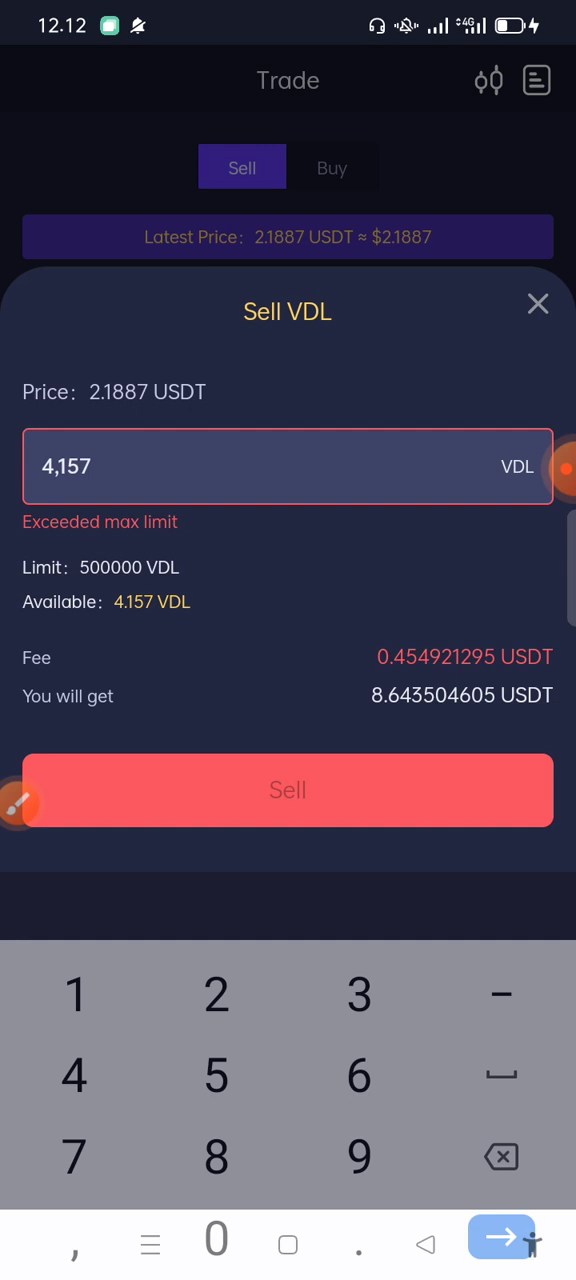 12.12
4G
Trade
Sell
Buy
Latest Price: 2.1887 USDT ≈ $2.1887
Sell VDL
Price: 2.1887 USDT
4,157 VDL
Exceeded max limit
Limit: 500000 VDL
Available: 4.157 VDL
Fee 0.454921295 USDT
You will get 8.643504605 USDT
Sell
1 2 3 -
4 5 6
7 8 9
, 0 .